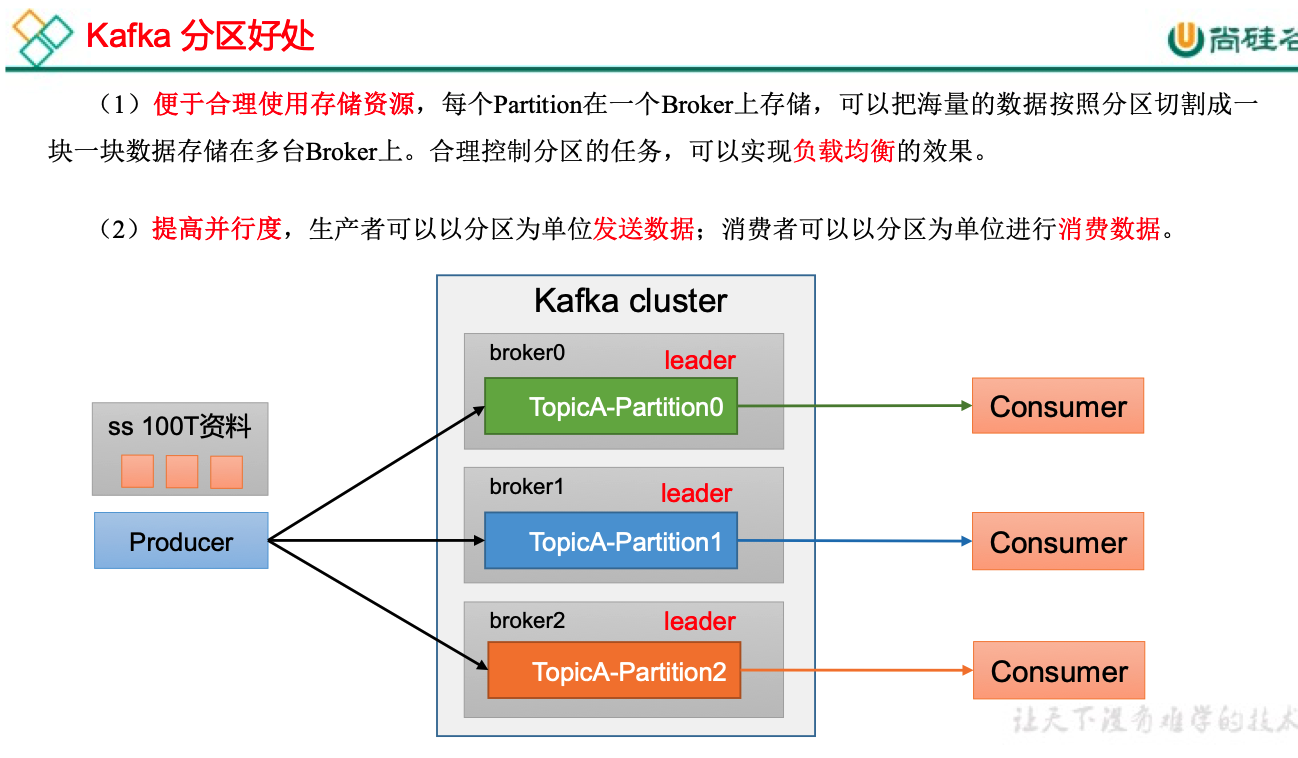 Kafka 分区好处
尚硅谷
（1）便于合理使用存储资源，每个Partition在一个Broker上存储，可以把海量的数据按照分区切割成一
块一块数据存储在多台Broker上。合理控制分区的任务，可以实现负载均衡的效果。
（2）提高并行度，生产者可以以分区为单位发送数据；消费者可以以分区为单位进行消费数据。
Kafka cluster
broker0
leader
TopicA-Partition0
Consumer
ss 100T资料
Producer
broker1
leader
TopicA-Partition1
Consumer
broker2
leader
TopicA-Partition2
Consumer
让天下没有难学的技术